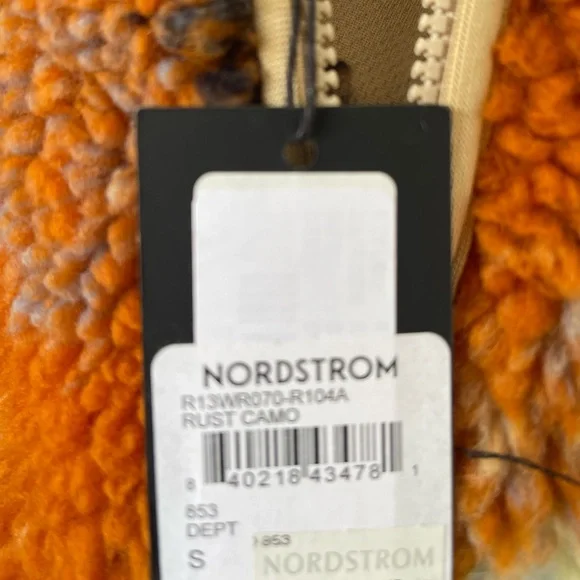 NORDSTROM
R13WR070-R104A
RUST CAMO
8 40218 43478 1
853
DEPT
S
853
NORDSTROM